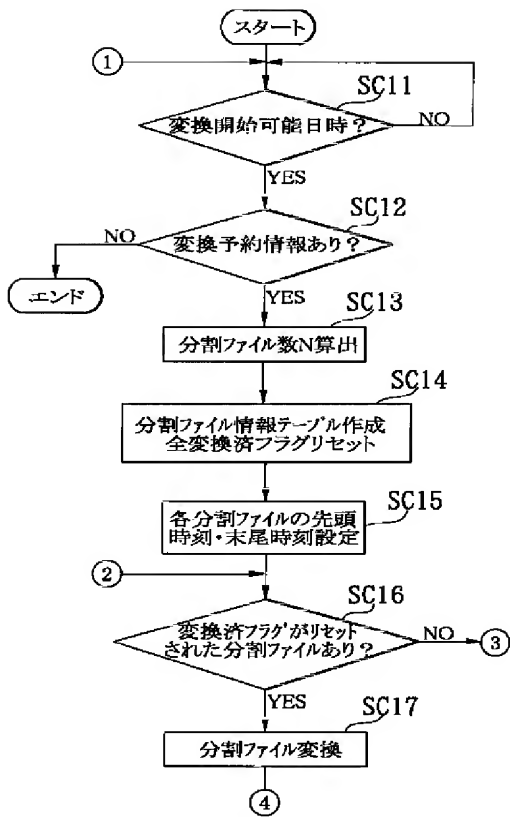 スタート
①
SC11
変換開始可能日時?
NO
YES
SC12
NO
変換予約情報あり?
エンド
YES
SC13
分割ファイル数N算出
SC14
分割ファイル情報テーブル作成
全変換済フラグリセット
SC15
各分割ファイルの先頭
時刻・末尾時刻設定
②
SC16
変換済フラグがリセット
された分割ファイルあり?
NO
③
YES
SC17
分割ファイル変換
④